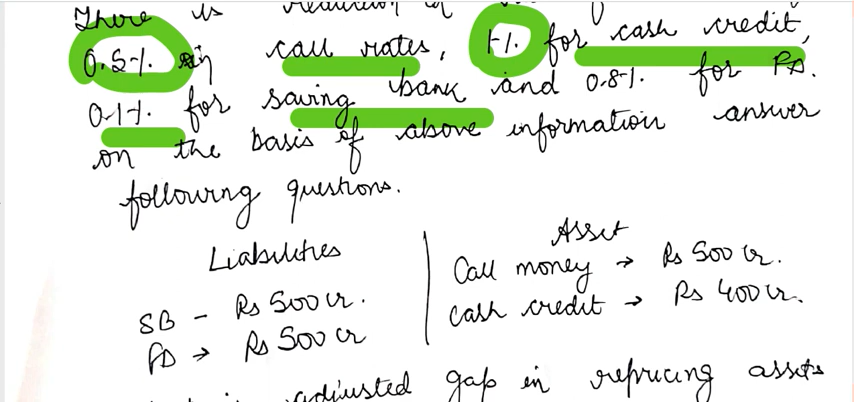 There is reduction of
0.5% in call rates, 1% for cash credit,
0.1% for saving bank and 0.8% for FD.
on the basis of above information answer
following questions.
Liabilities Asset
SB - Rs 500 cr. Call money → Rs 500 cr.
FD → Rs 500 cr cash credit → Rs 400 cr.
adjusted gap in repricing assets